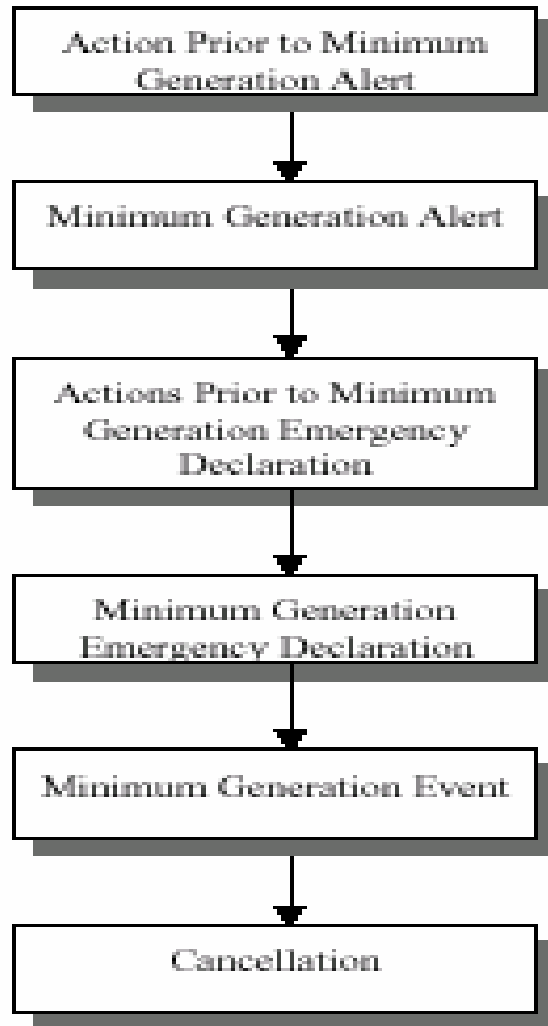 Action Prior to Minimum
Generation Alert
Minimum Generation Alert
Actions Prior to Minimum
Generation Emergency
Declaration
Minimum Generation
Emergency Declaration
Minimum Generation Event
Cancellation